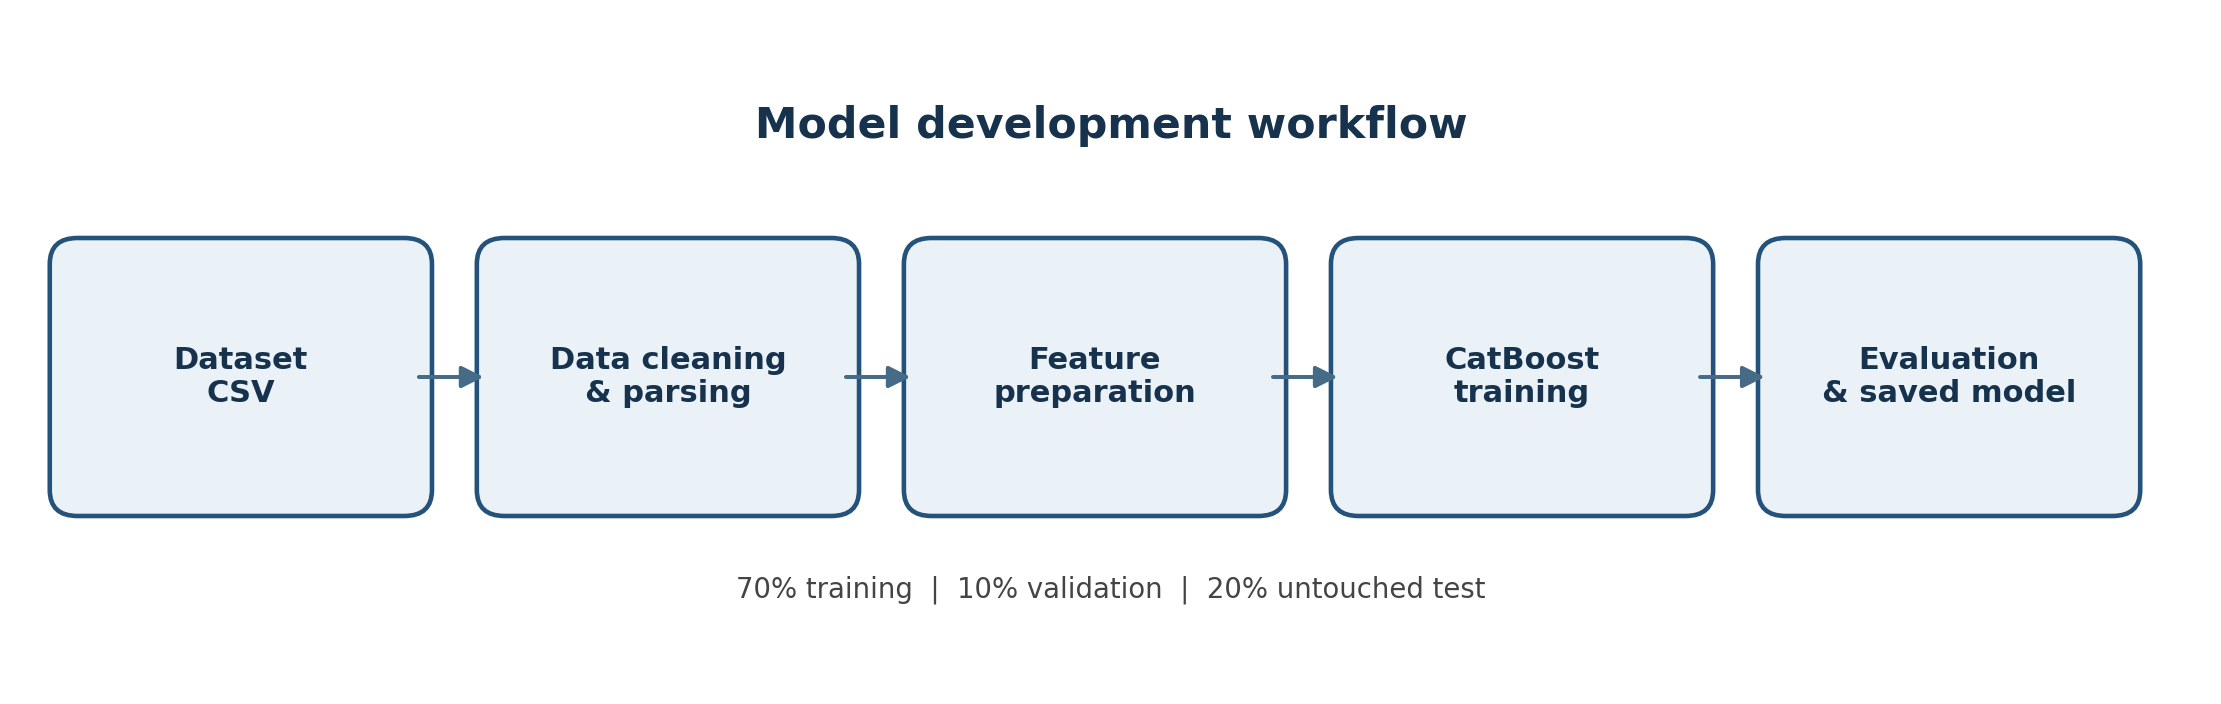 Model development workflow
Dataset
CSV
Data cleaning
& parsing
Feature
preparation
CatBoost
training
Evaluation
& saved model
70% training | 10% validation | 20% untouched test